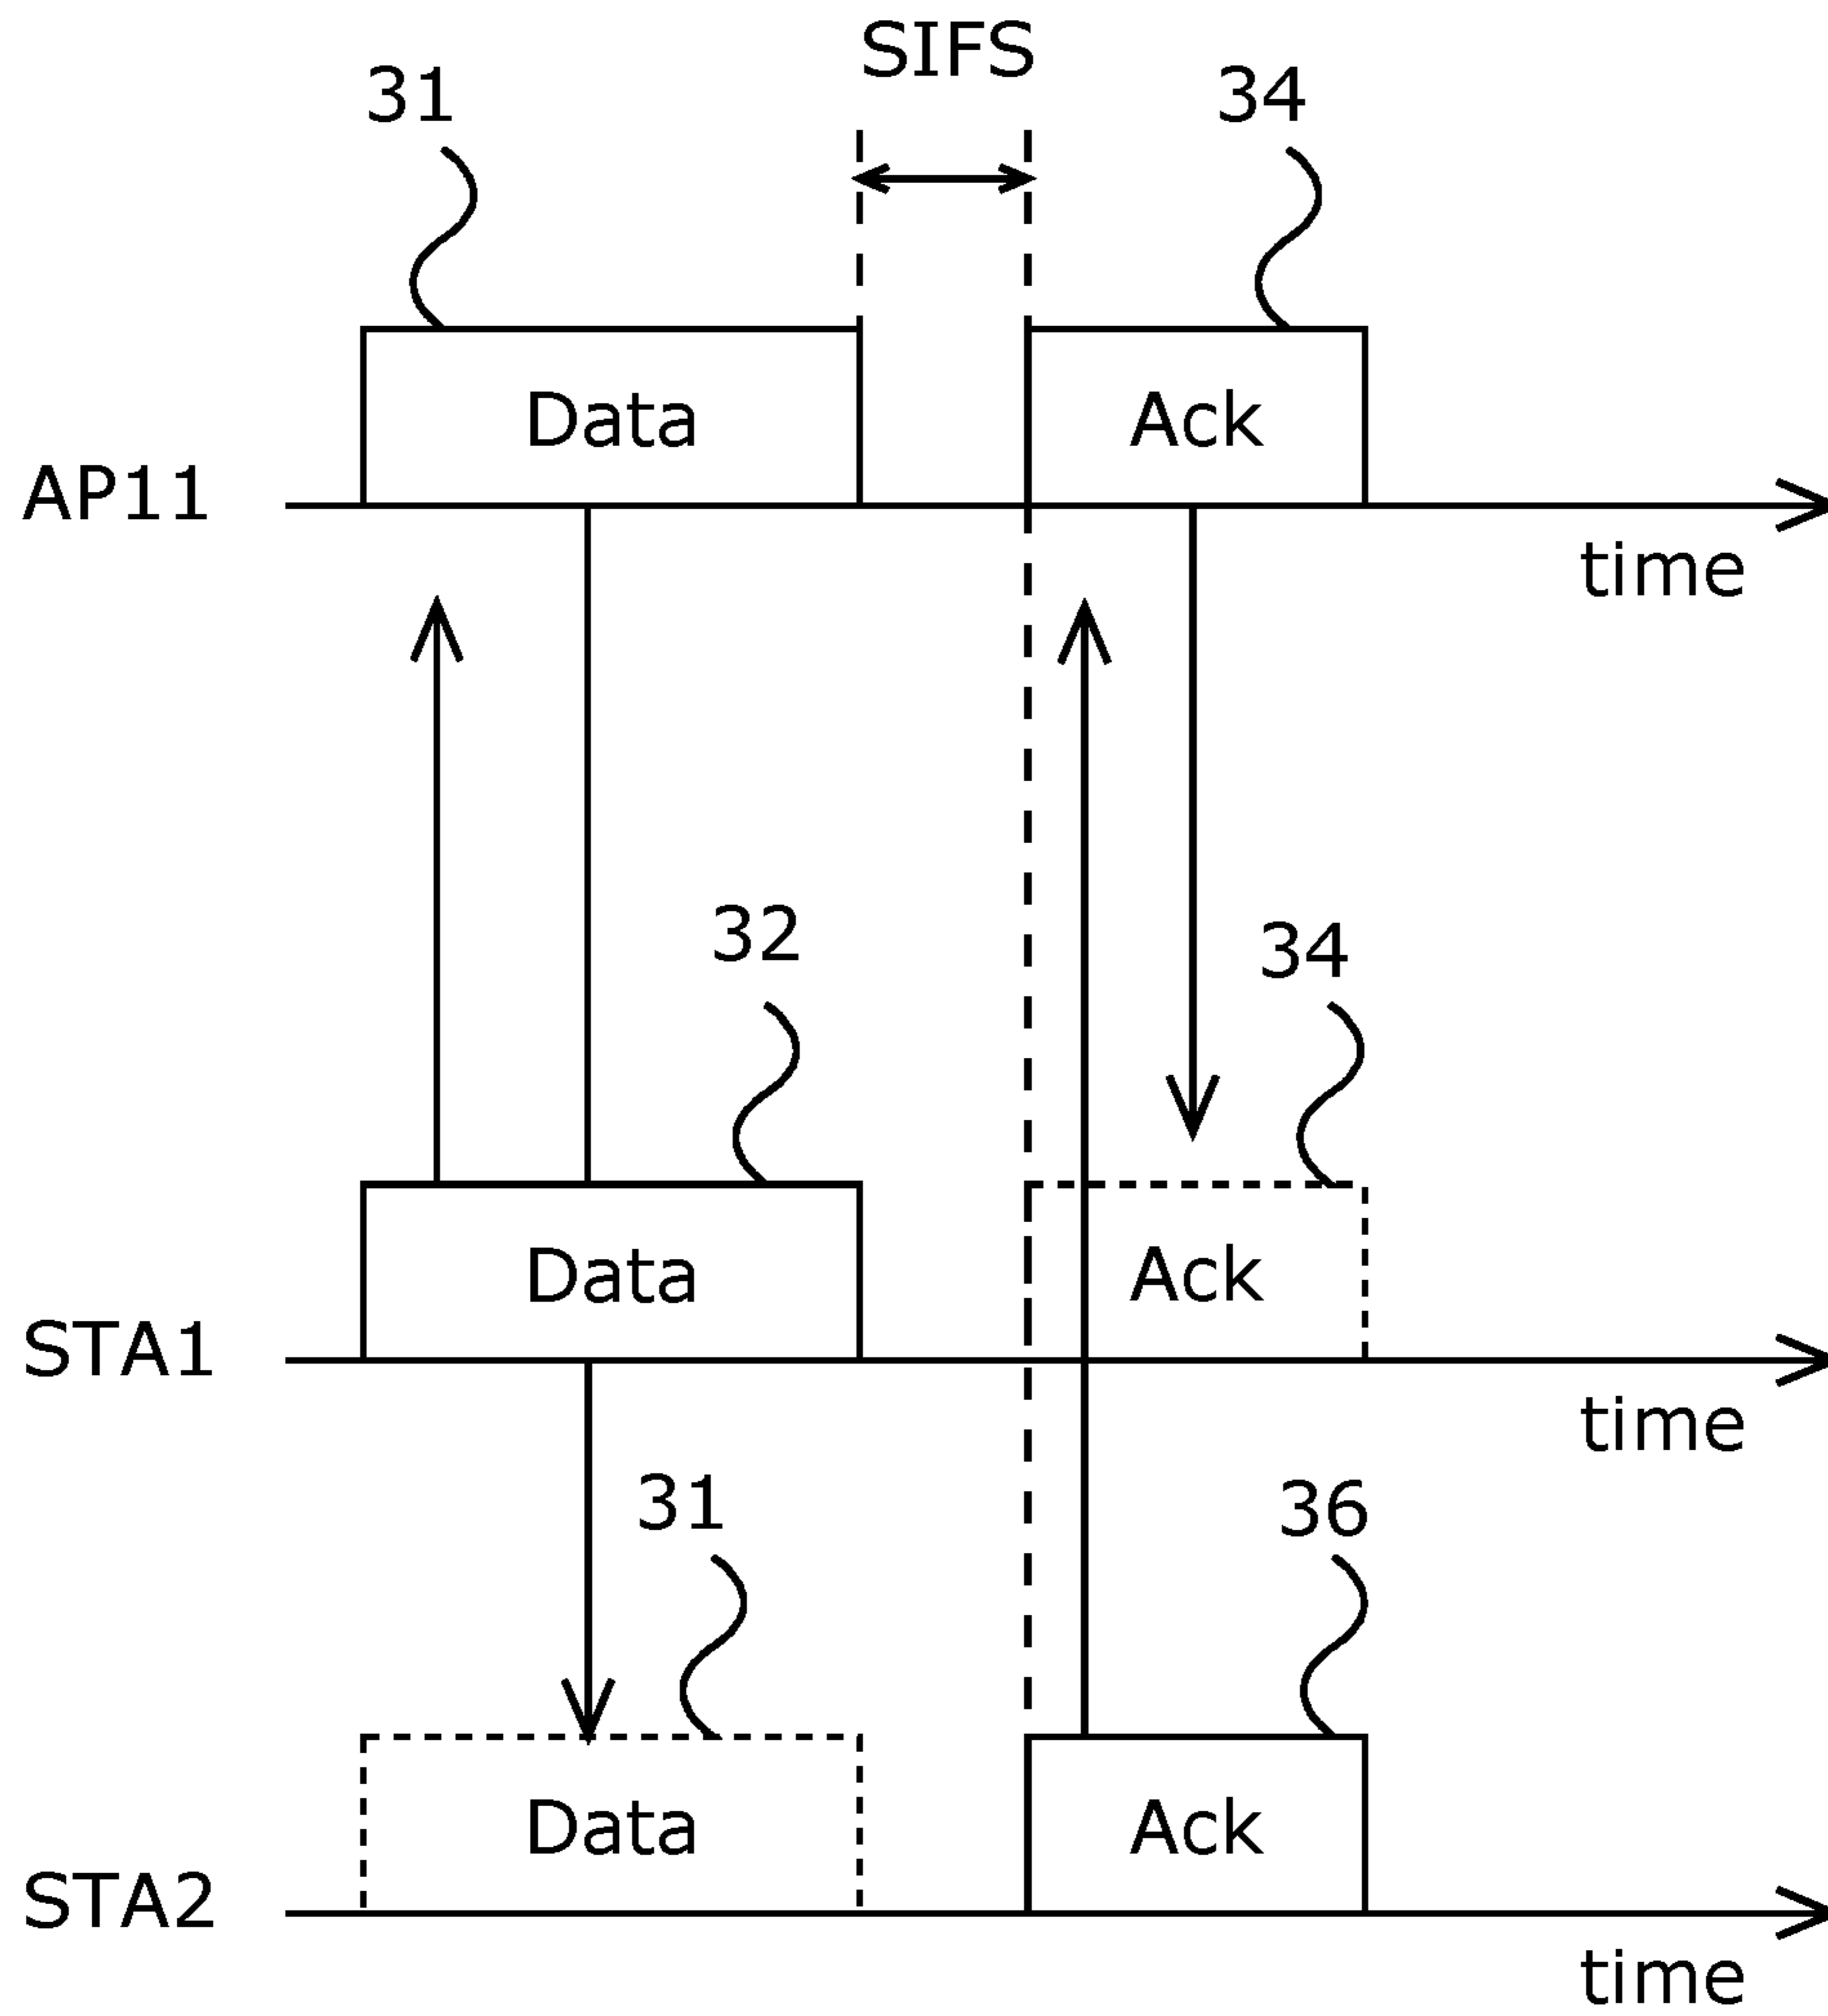 SIFS
31
34
Data
Ack
AP11
time
32
34
Data
Ack
STA1
time
31
36
Data
Ack
STA2
time